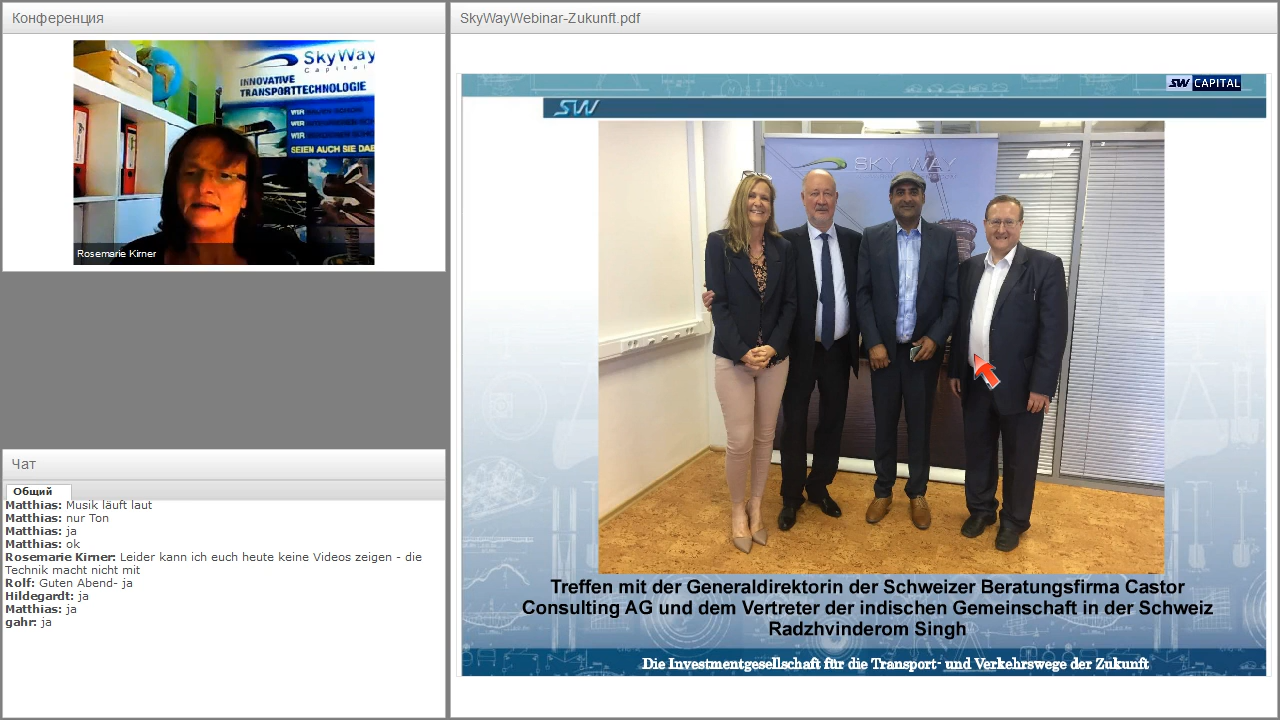 Конференция
SkyWay
Capital
INNOVATIVE
TRANSPORTTECHNOLOGIE
WIR
WIR
WIR
SEIEN AUCH SIE DAB
Rosemarie Kirner
Чат
Общий
Matthias: Musik läuft laut
Matthias: nur Ton
Matthias: ja
Matthias: ok
Rosemarie Kirner: Leider kann ich euch heute keine Videos zeigen - die
Technik macht nicht mit
Rolf: Guten Abend- ja
Hildegardt: ja
Matthias: ja
gahr: ja
SkyWayWebinar-Zukunft.pdf
SW CAPITAL
SW
SKY WAY
Treffen mit der Generaldirektorin der Schweizer Beratungsfirma Castor
Consulting AG und dem Vertreter der indischen Gemeinschaft in der Schweiz
Radzhvinderom Singh
Die Investmentgesellschaft für die Transport- und Verkehrswege der Zukunft